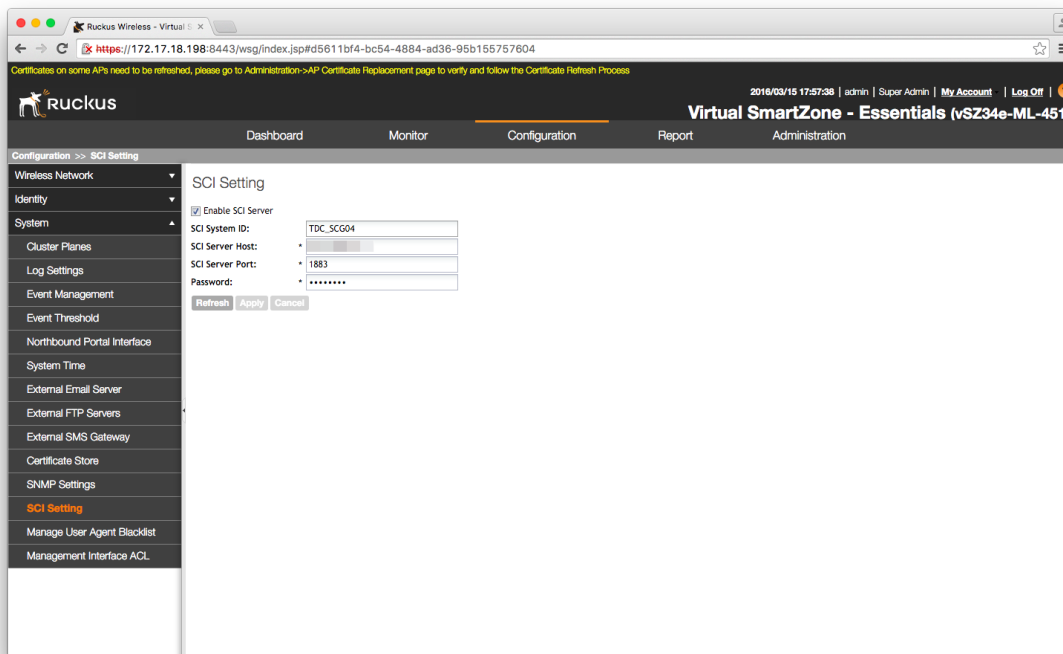 Ruckus Wireless - Virtual S
https://172.17.18.198:8443/wsg/index.jsp#d5611bf4-bc54-4884-ad36-95b155757604
Certificates on some APs need to be refreshed, please go to Administration->AP Certificate Replacement page to verify and follow the Certificate Refresh Process
2016/03/15 17:57:38 | admin | Super Admin | My Account - | Log Off |
RUCKUS
Virtual SmartZone - Essentials (vSZ34e-ML-451
Dashboard Monitor Configuration Report Administration
Configuration >> SCI Setting
Wireless Network
Identity
System
Cluster Planes
Log Settings
Event Management
Event Threshold
Northbound Portal Interface
System Time
External Email Server
External FTP Servers
External SMS Gateway
Certificate Store
SNMP Settings
SCI Setting
Manage User Agent Blacklist
Management Interface ACL
SCI Setting
Enable SCI Server
SCI System ID: TDC_SCG04
SCI Server Host: *
SCI Server Port: * 1883
Password: * ••••••••
Refresh Apply Cancel